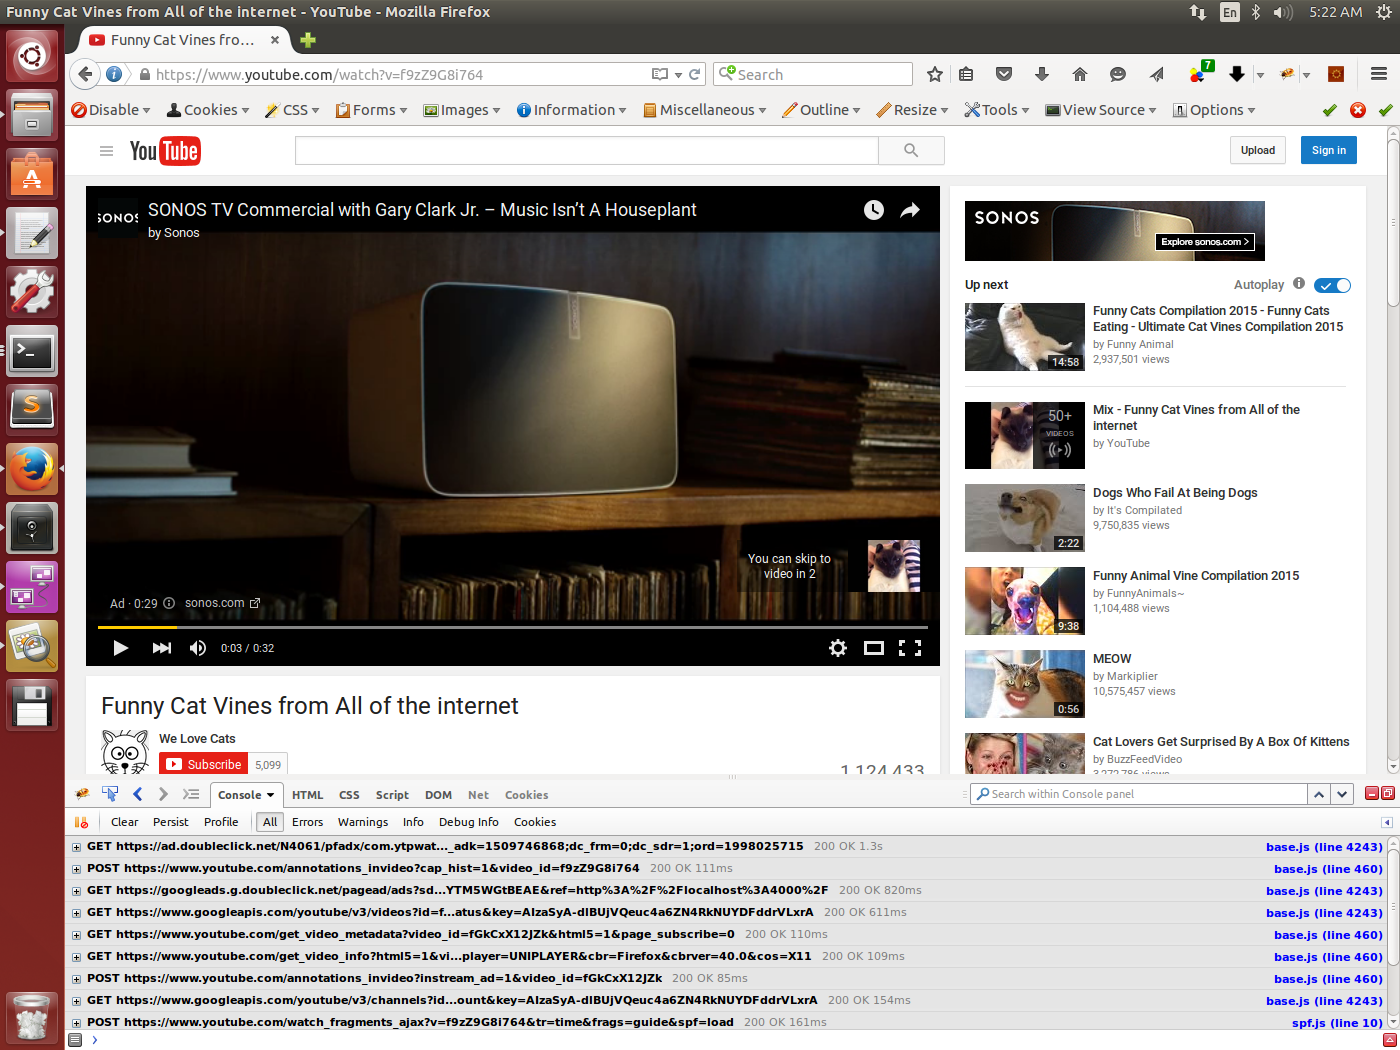 Funny Cat Vines from All of the internet - YouTube - Mozilla Firefox
En
5:22 AM
Funny Cat Vines fro...
https://www.youtube.com/watch?v=f9zZ9G8i764
Search
7
Disable
Cookies
CSS
Forms
Images
Information
Miscellaneous
Outline
Resize
Tools
View Source
Options
YouTube
Upload
Sign in
SONOS
SONOS TV Commercial with Gary Clark Jr. – Music Isn't A Houseplant
by Sonos
You can skip to
video in 2
Ad · 0:29
sonos.com
0:03 / 0:32
Funny Cat Vines from All of the internet
We Love Cats
Subscribe
5,099
1,124,433
SONOS
Explore sonos.com >
Up next
Autoplay
14:58
Funny Cats Compilation 2015 - Funny Cats
Eating - Ultimate Cat Vines Compilation 2015
by Funny Animal
2,937,501 views
50+
VIDEOS
Mix - Funny Cat Vines from All of the
internet
by YouTube
2:22
Dogs Who Fail At Being Dogs
by It's Compilated
9,750,835 views
9:38
Funny Animal Vine Compilation 2015
by FunnyAnimals~
1,104,488 views
0:56
MEOW
by Markiplier
10,575,457 views
Cat Lovers Get Surprised By A Box Of Kittens
by BuzzFeedVideo
3,272,786 views
Console
HTML
CSS
Script
DOM
Net
Cookies
Search within Console panel
Clear
Persist
Profile
All
Errors
Warnings
Info
Debug Info
Cookies
GET https://ad.doubleclick.net/N4061/pfadx/com.ytpwat..._adk=1509746868;dc_frm=0;dc_sdr=1;ord=1998025715 200 OK 1.3s base.js (line 4243)
POST https://www.youtube.com/annotations_invideo?cap_hist=1&video_id=f9zZ9G8i764 200 OK 111ms base.js (line 460)
GET https://googleads.g.doubleclick.net/pagead/ads?sd...YTM5WGtBEAE&ref=http%3A%2F%2Flocalhost%3A4000%2F 200 OK 820ms base.js (line 4243)
GET https://www.googleapis.com/youtube/v3/videos?id=f...atus&key=AIzaSyA-dlBUjVQeuc4a6ZN4RkNUYDFddrVLxrA 200 OK 611ms base.js (line 4243)
GET https://www.youtube.com/get_video_metadata?video_id=fGkCxX12JZk&html5=1&page_subscribe=0 200 OK 110ms base.js (line 460)
GET https://www.youtube.com/get_video_info?html5=1&vi...player=UNIPLAYER&cbr=Firefox&cbrver=40.0&cos=X11 200 OK 109ms base.js (line 460)
POST https://www.youtube.com/annotations_invideo?instream_ad=1&video_id=fGkCxX12JZk 200 OK 85ms base.js (line 460)
GET https://www.googleapis.com/youtube/v3/channels?id...ount&key=AIzaSyA-dlBUjVQeuc4a6ZN4RkNUYDFddrVLxrA 200 OK 154ms base.js (line 4243)
POST https://www.youtube.com/watch_fragments_ajax?v=f9zZ9G8i764&tr=time&frags=guide&spf=load 200 OK 161ms spf.js (line 10)